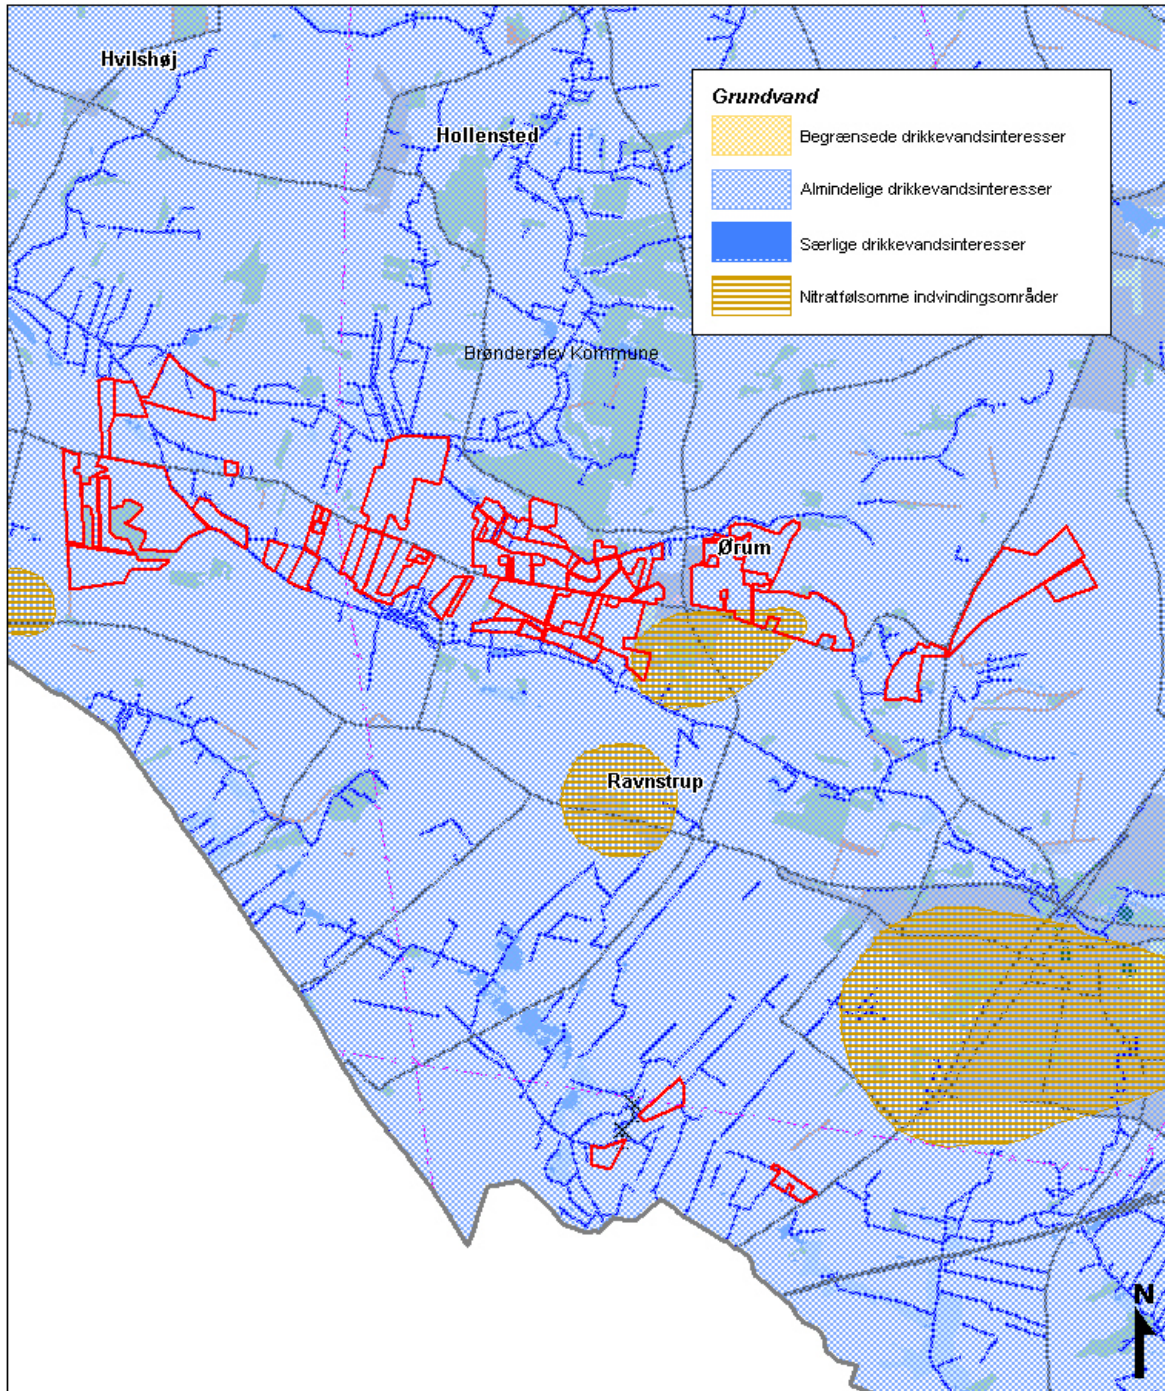 Hvilshøj
Hollensted
Grundvand
Begrænsede drikkevandsinteresser
Almindelige drikkevandsinteresser
Særlige drikkevandsinteresser
Nitratfølsomme indvindingsområder
Brønderslev Kommune
Ørum
Ravnstrup
N